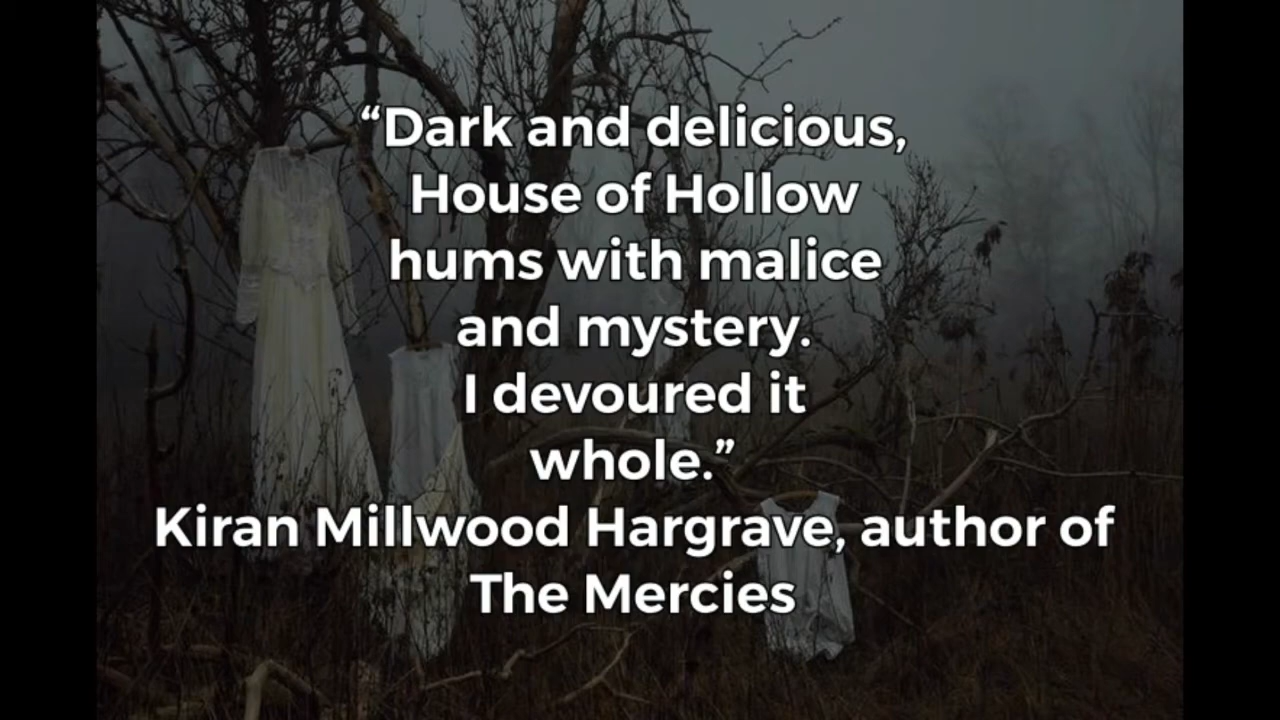 “Dark and delicious,
House of Hollow
hums with malice
and mystery.
I devoured it
whole.”
Kiran Millwood Hargrave, author of
The Mercies